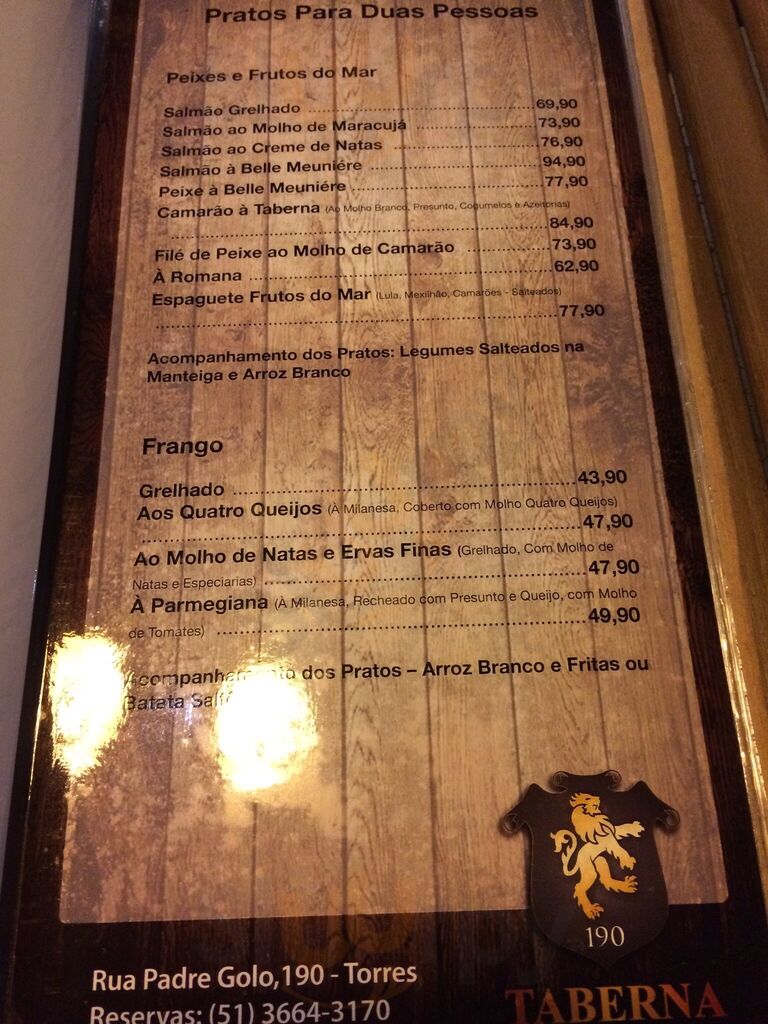 Pratos Para Duas Pessoas
Peixes e Frutos do Mar
Salmão Grelhado ........................................69,90
Salmão ao Molho de Maracujá .....................73,90
Salmão ao Creme de Natas .........................76,90
Salmão à Belle Meuniére .............................94,90
Peixe à Belle Meuniére ................................77,90
Camarão à Taberna (Ao Molho Branco, Presunto, Cogumelos e Azeitonas)
...............................................................84,90
Filé de Peixe ao Molho de Camarão .............73,90
À Romana ..................................................62,90
Espaguete Frutos do Mar (Lula, Mexilhão, Camarões - Salteados)
..................................................................77,90
Acompanhamento dos Pratos: Legumes Salteados na
Manteiga e Arroz Branco
Frango
Grelhado .....................................................43,90
Aos Quatro Queijos (À Milanesa, Coberto com Molho Quatro Queijos)
..................................................................47,90
Ao Molho de Natas e Ervas Finas (Grelhado, Com Molho de
Natas e Especiarias) ................................................47,90
À Parmegiana (À Milanesa, Recheado com Presunto e Queijo, com Molho
de Tomates) .......................................................49,90
Acompanhamento dos Pratos – Arroz Branco e Fritas ou
Batata
190
Rua Padre Golo,190 - Torres
Reservas: (51) 3664-3170
TABERNA